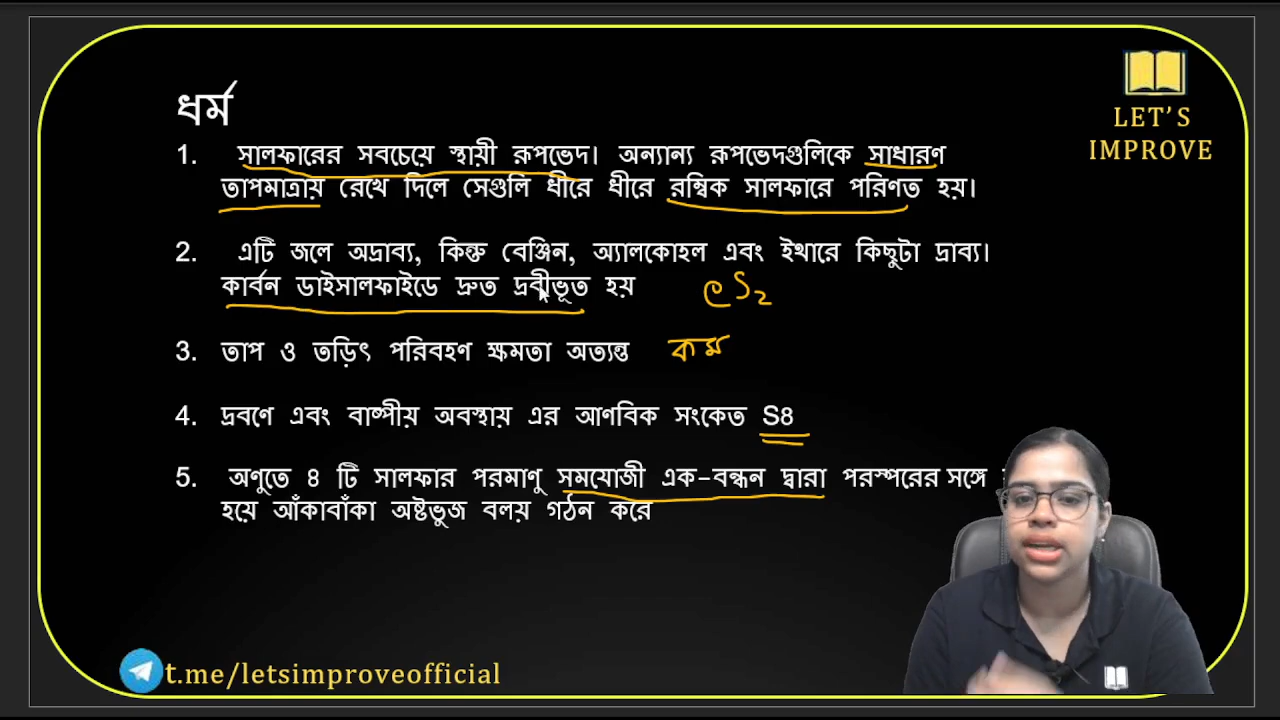 ধর্ম
LET'S
IMPROVE
1. সালফারের সবচেয়ে স্থায়ী রূপভেদ। অন্যান্য রূপভেদগুলিকে সাধারণ
তাপমাত্রায় রেখে দিলে সেগুলি ধীরে ধীরে রম্বিক সালফারে পরিণত হয়।
2. এটি জলে অদ্রাব্য, কিন্তু বেঞ্জিন, অ্যালকোহল এবং ইথারে কিছুটা দ্রাব্য।
কার্বন ডাইসালফাইডে দ্রুত দ্রবীভূত হয় CS2
3. তাপ ও তড়িৎ পরিবহণ ক্ষমতা অত্যন্ত কম
4. দ্রবণে এবং বাষ্পীয় অবস্থায় এর আণবিক সংকেত S8
5. অণুতে ৪ টি সালফার পরমাণু সমযোজী এক-বন্ধন দ্বারা পরস্পরের সঙ্গে
হয়ে আঁকাবাঁকা অষ্টভুজ বলয় গঠন করে
t.me/letsimproveofficial